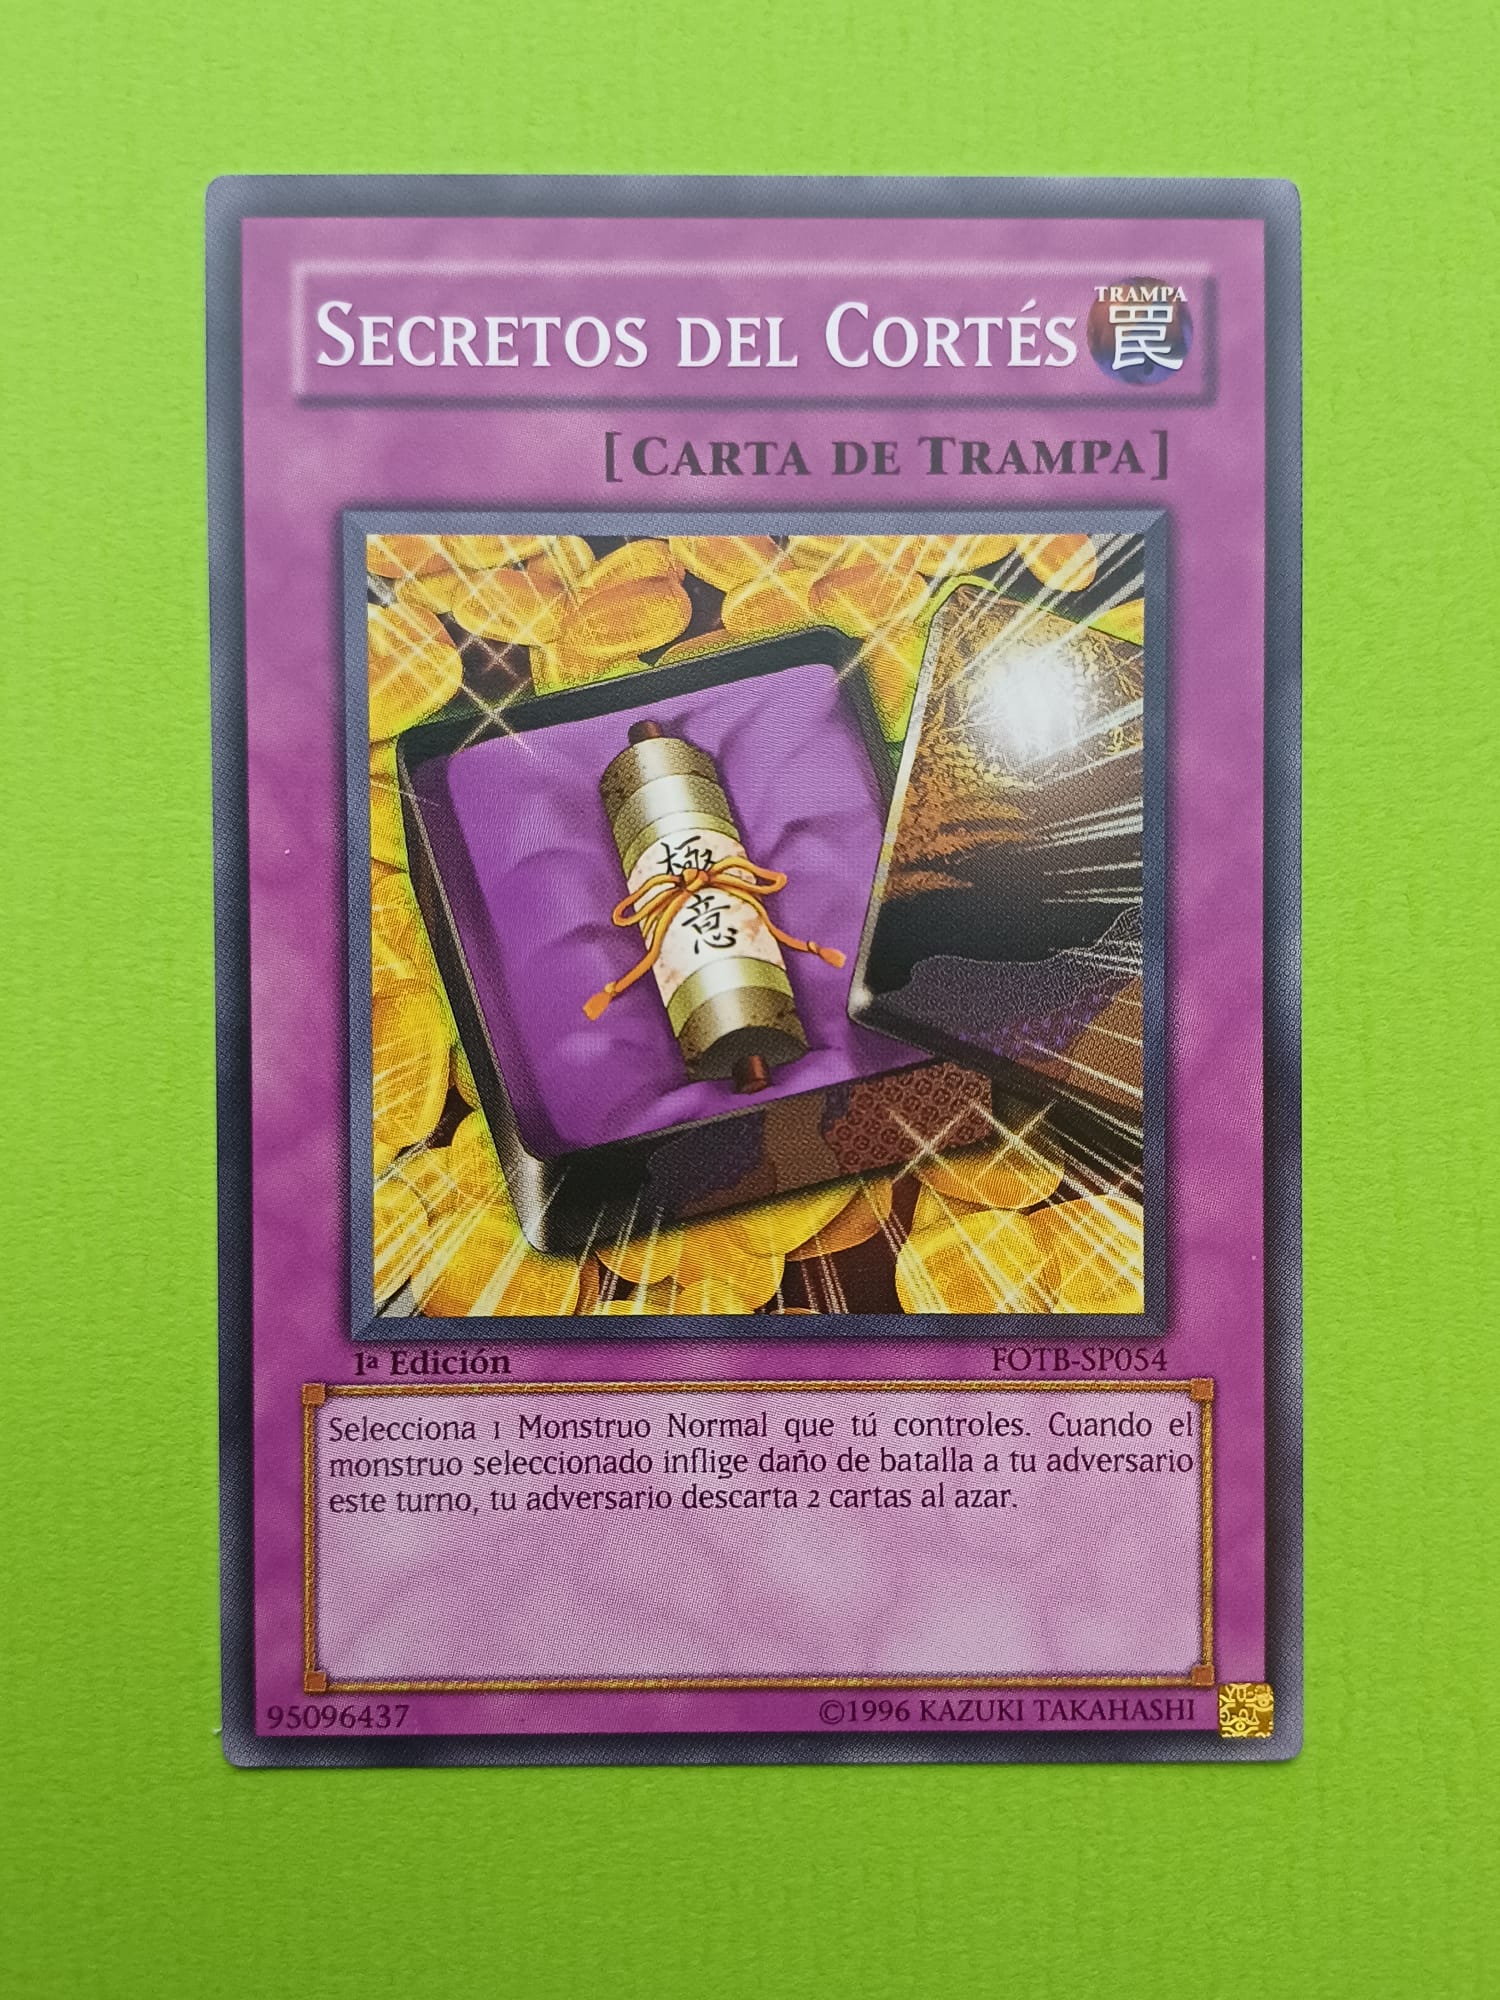 SECRETOS DEL CORTÉS
TRAMPA
罠
[CARTA DE TRAMPA]
極
意
1ª Edición
FOTB-SP054
Selecciona 1 Monstruo Normal que tú controles. Cuando el
monstruo seleccionado inflige daño de batalla a tu adversario
este turno, tu adversario descarta 2 cartas al azar.
95096437
©1996 KAZUKI TAKAHASHI